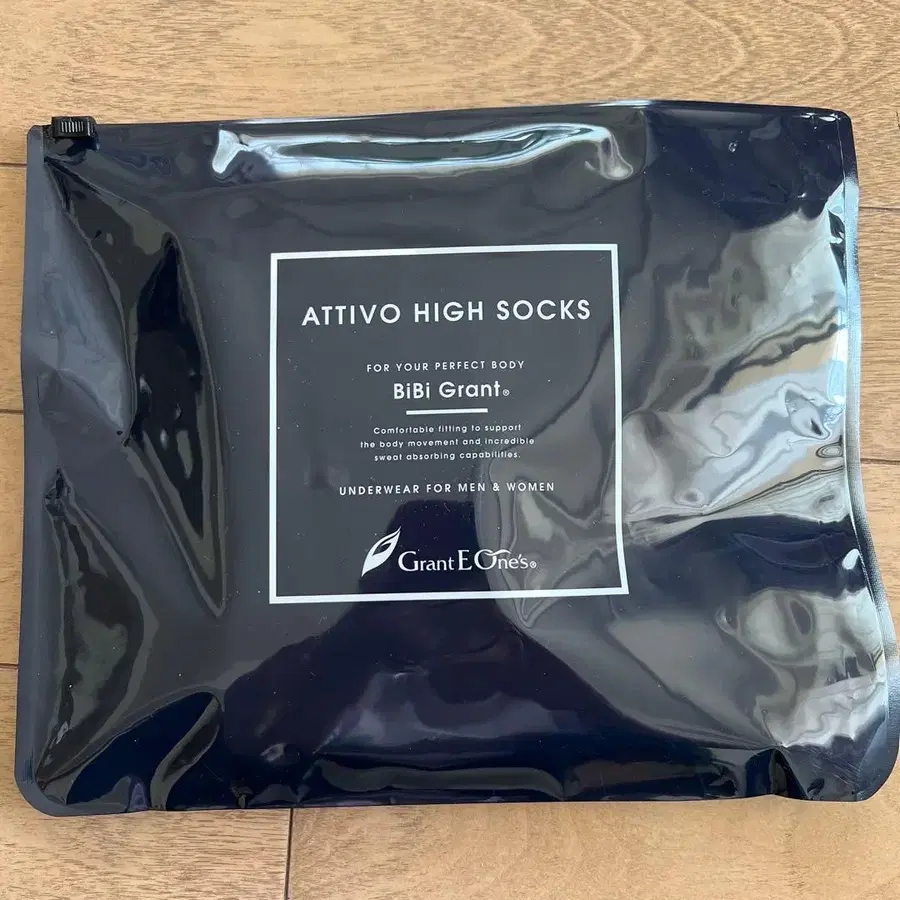 ATTIVO HIGH SOCKS
FOR YOUR PERFECT BODY
BiBi Grant®
Comfortable fitting to support
the body movement and incredible
sweat absorbing capabilities.
UNDERWEAR FOR MEN & WOMEN
Grant E One's®